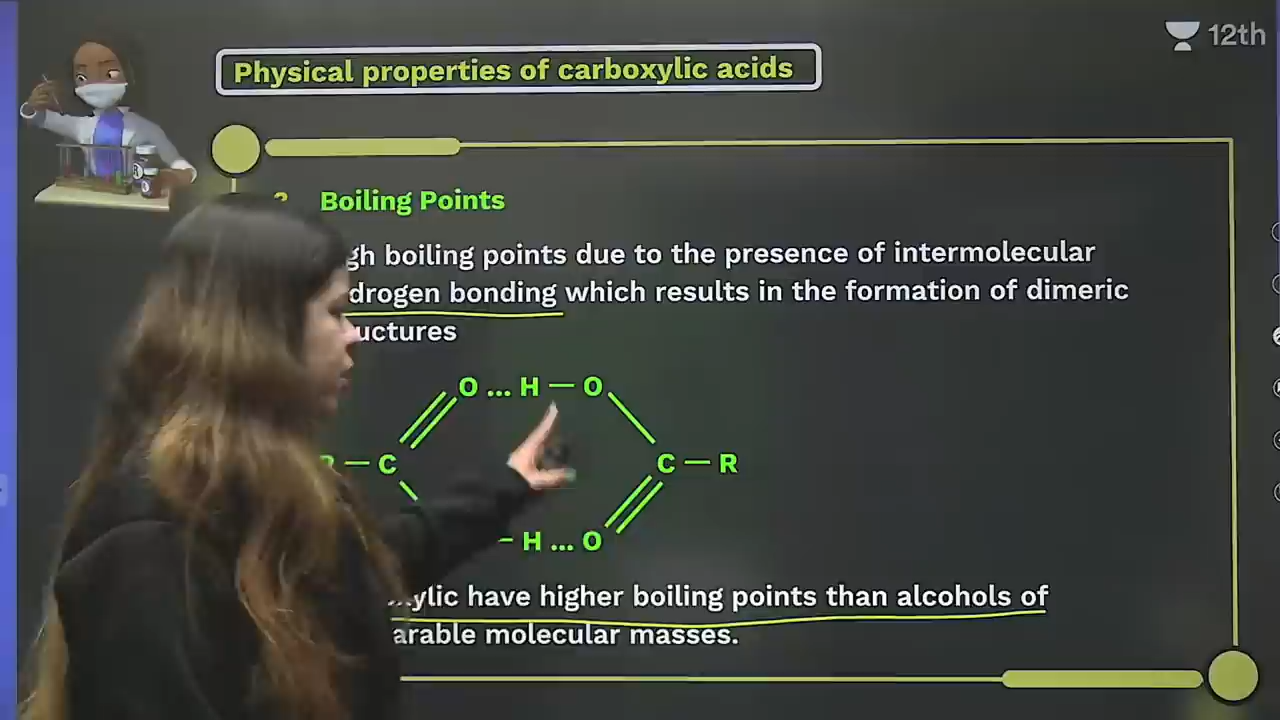 12th
Physical properties of carboxylic acids
Boiling Points
gh boiling points due to the presence of intermolecular
drogen bonding which results in the formation of dimeric
uctures
O ... H — O
— C
C — R
– H ... O
xylic have higher boiling points than alcohols of
arable molecular masses.